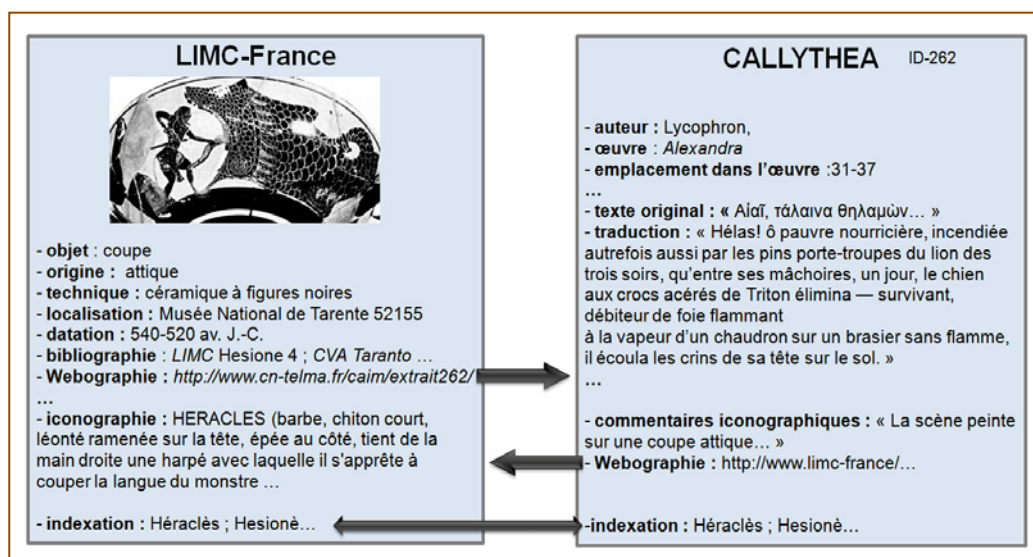 LIMC-France
- objet : coupe
- origine : attique
- technique : céramique à figures noires
- localisation : Musée National de Tarente 52155
- datation : 540-520 av. J.-C.
- bibliographie : LIMC Hesione 4 ; CVA Taranto …
- Webographie : http://www.cn-telma.fr/caim/extrait262/
…
- iconographie : HERACLES (barbe, chiton court,
léonté ramenée sur la tête, épée au côté, tient de la
main droite une harpé avec laquelle il s'apprête à
couper la langue du monstre …
- indexation : Héraclès ; Hesionè…
CALLYTHEA ID-262
- auteur : Lycophron,
- œuvre : Alexandra
- emplacement dans l’œuvre :31-37
…
- texte original : « Αἰαῖ, τάλαινα θηλαμὼν… »
- traduction : « Hélas! ô pauvre nourricière, incendiée
autrefois aussi par les pins porte-troupes du lion des
trois soirs, qu’entre ses mâchoires, un jour, le chien
aux crocs acérés de Triton élimina — survivant,
débiteur de foie flammant
à la vapeur d’un chaudron sur un brasier sans flamme,
il écoula les crins de sa tête sur le sol. »
…
- commentaires iconographiques : « La scène peinte
sur une coupe attique… »
- Webographie : http://www.limc-france/…
-indexation : Héraclès ; Hesionè…